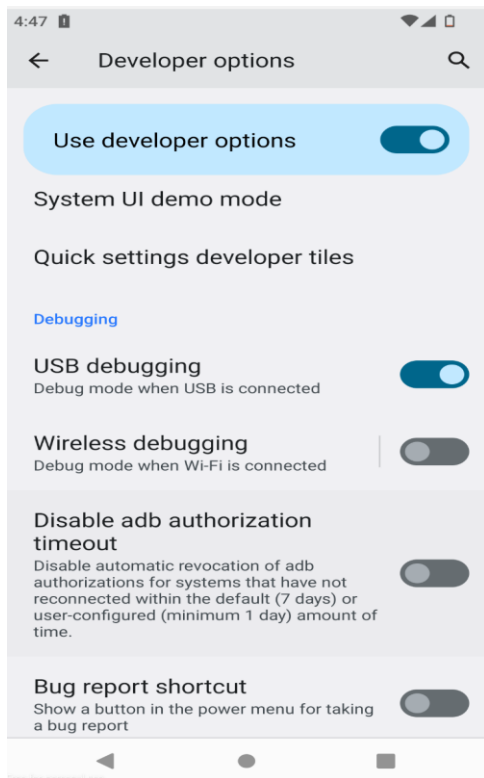 4:47
Developer options
Use developer options
System UI demo mode
Quick settings developer tiles
Debugging
USB debugging
Debug mode when USB is connected
Wireless debugging
Debug mode when Wi-Fi is connected
Disable adb authorization
timeout
Disable automatic revocation of adb
authorizations for systems that have not
reconnected within the default (7 days) or
user-configured (minimum 1 day) amount of
time.
Bug report shortcut
Show a button in the power menu for taking
a bug report